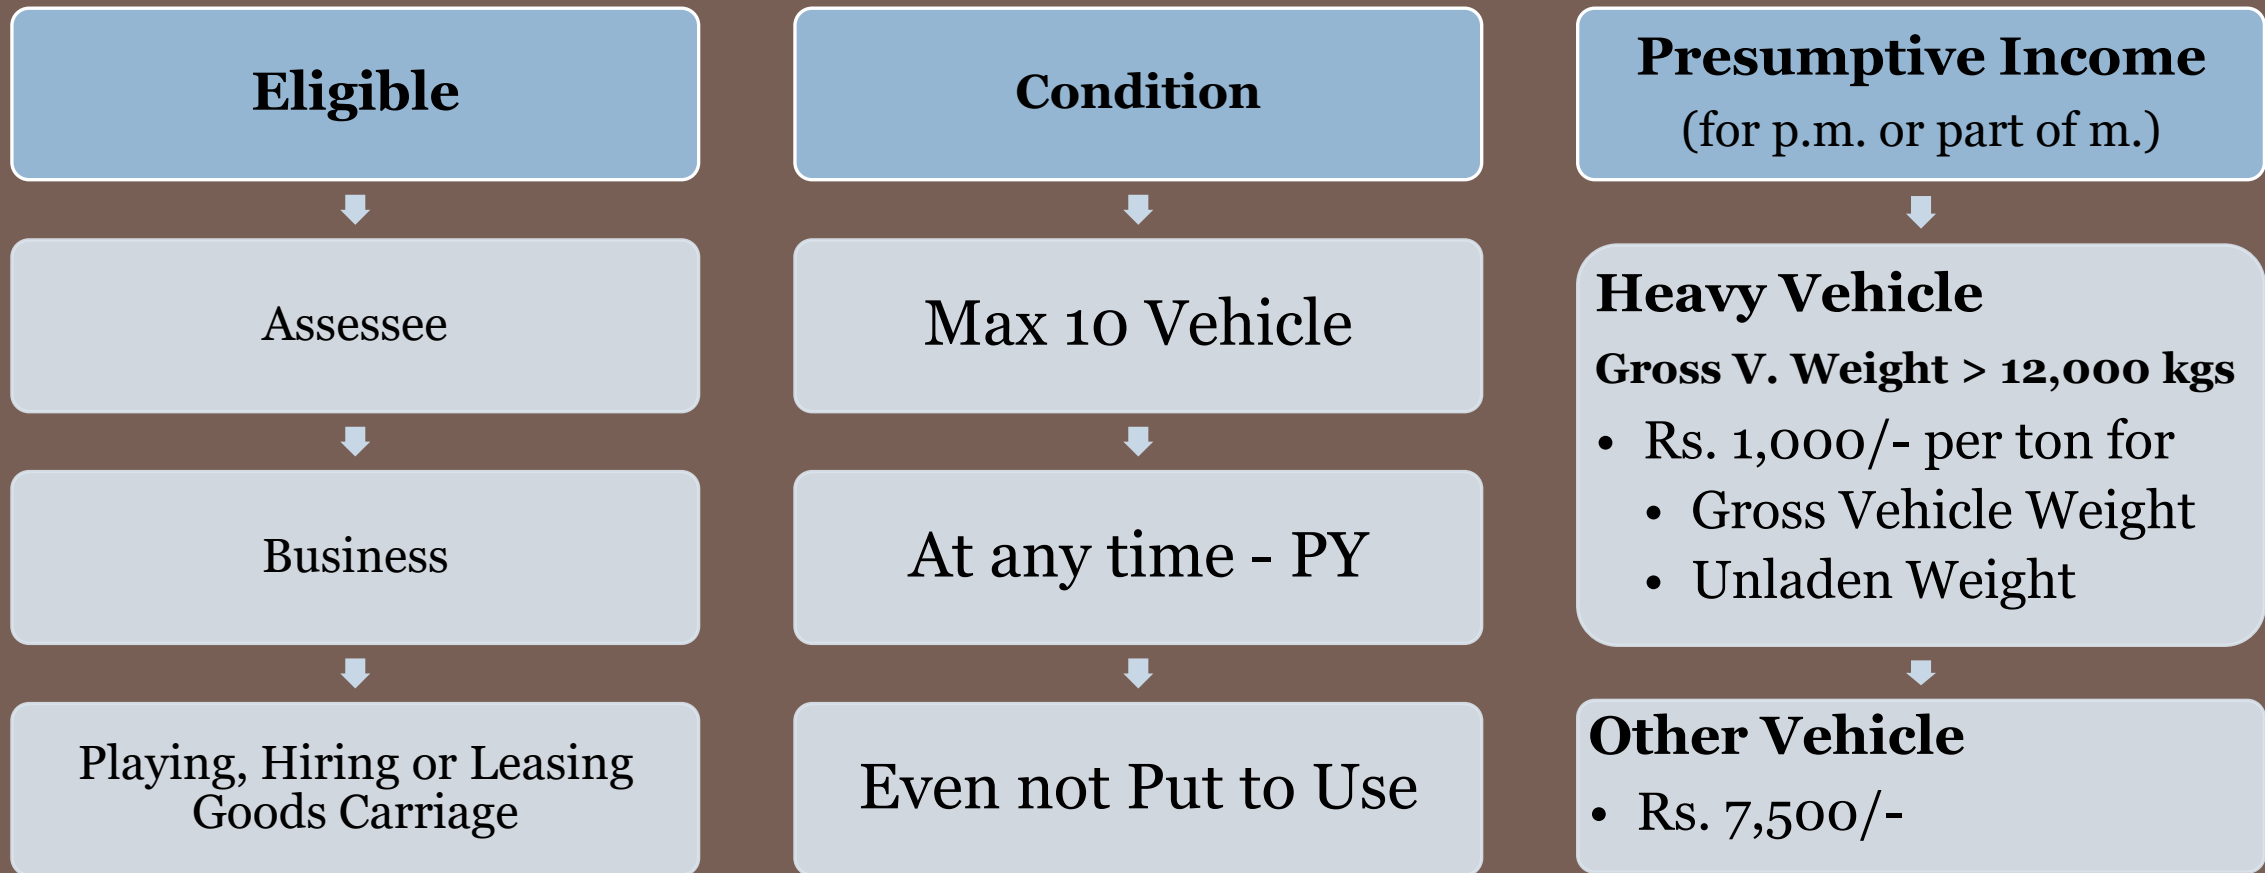 Eligible
Assessee
Business
Playing, Hiring or Leasing
Goods Carriage
Condition
Max 10 Vehicle
At any time - PY
Even not Put to Use
Presumptive Income
(for p.m. or part of m.)
Heavy Vehicle
Gross V. Weight > 12,000 kgs
• Rs. 1,000/- per ton for
• Gross Vehicle Weight
• Unladen Weight
Other Vehicle
• Rs. 7,500/-